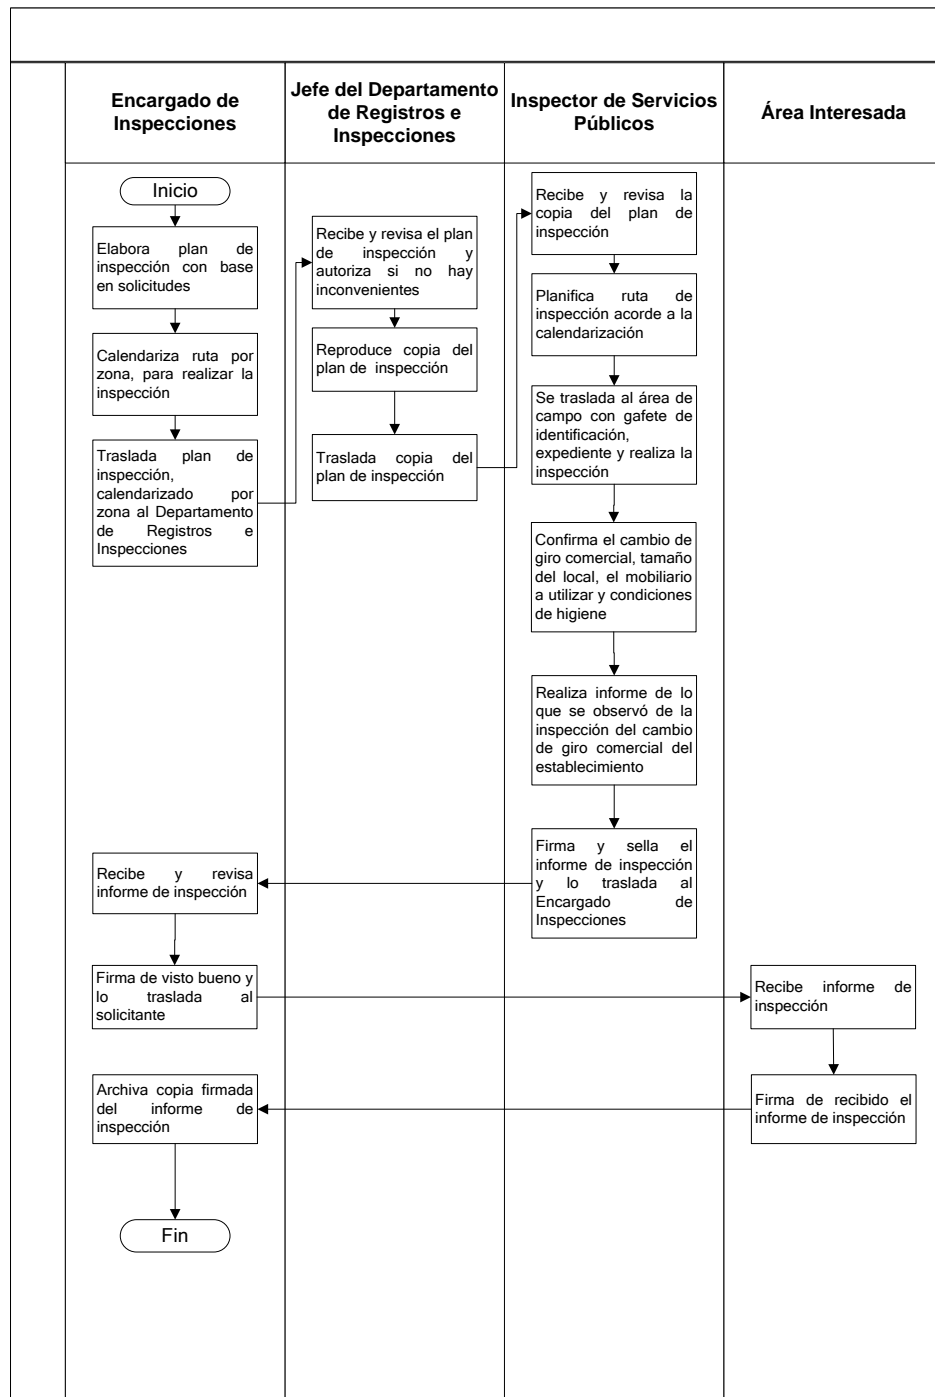 Encargado de
Inspecciones
Jefe del Departamento
de Registros e
Inspecciones
Inspector de Servicios
Públicos
Área Interesada
Inicio
Elabora plan de
inspección con base
en solicitudes
Calendariza ruta por
zona, para realizar la
inspección
Traslada plan de
inspección,
calendarizado por
zona al Departamento
de Registros e
Inspecciones
Recibe y revisa el plan
de inspección y
autoriza si no hay
inconvenientes
Reproduce copia del
plan de inspección
Traslada copia del
plan de inspección
Recibe y revisa la
copia del plan de
inspección
Planifica ruta de
inspección acorde a la
calendarización
Se traslada al área de
campo con gafete de
identificación,
expediente y realiza la
inspección
Confirma el cambio de
giro comercial, tamaño
del local, el mobiliario
a utilizar y condiciones
de higiene
Realiza informe de lo
que se observó de la
inspección del cambio
de giro comercial del
establecimiento
Firma y sella el
informe de inspección
y lo traslada al
Encargado de
Inspecciones
Recibe y revisa
informe de inspección
Firma de visto bueno y
lo traslada al
solicitante
Recibe informe de
inspección
Firma de recibido el
informe de inspección
Archiva copia firmada
del informe de
inspección
Fin